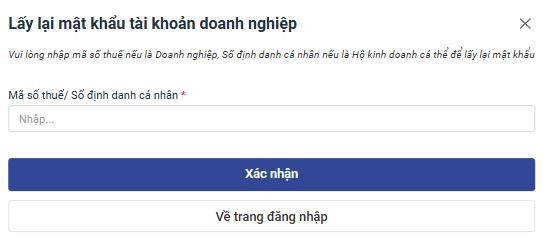 Lấy lại mật khẩu tài khoản doanh nghiệp
Vui lòng nhập mã số thuế nếu là Doanh nghiệp, Số định danh cá nhân nếu là Hộ kinh doanh cá thể để lấy lại mật khẩu
Mã số thuế/ Số định danh cá nhân *
Nhập...
Xác nhận
Về trang đăng nhập